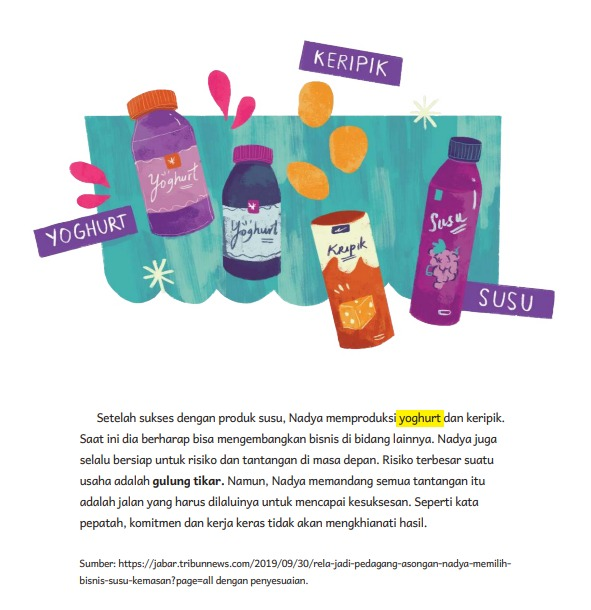 KERIPIK
Yoghurt
Yoghurt
YOGHURT
Kripik
Susu
SUSU
Setelah sukses dengan produk susu, Nadya memproduksi yoghurt dan keripik.
Saat ini dia berharap bisa mengembangkan bisnis di bidang lainnya. Nadya juga
selalu bersiap untuk risiko dan tantangan di masa depan. Risiko terbesar suatu
usaha adalah gulung tikar. Namun, Nadya memandang semua tantangan itu
adalah jalan yang harus dilaluinya untuk mencapai kesuksesan. Seperti kata
pepatah, komitmen dan kerja keras tidak akan mengkhianati hasil.
Sumber: https://jabar.tribunnews.com/2019/09/30/rela-jadi-pedagang-asongan-nadya-memilih-
bisnis-susu-kemasan?page=all dengan penyesuaian.